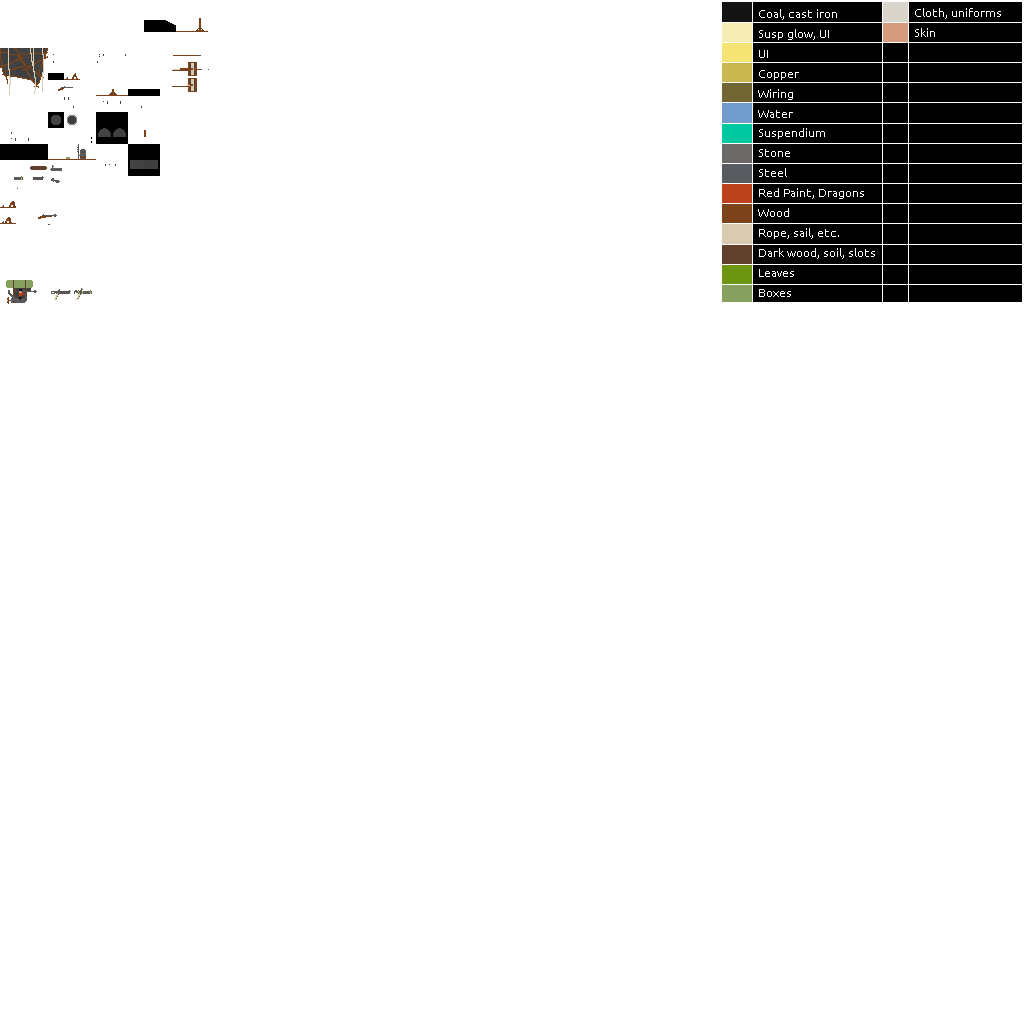 Coal, cast iron
Cloth, uniforms
Susp glow, UI
Skin
UI
Copper
Wiring
Water
Suspendium
Stone
Steel
Red Paint, Dragons
Wood
Rope, sail, etc.
Dark wood, soil, slots
Leaves
Boxes